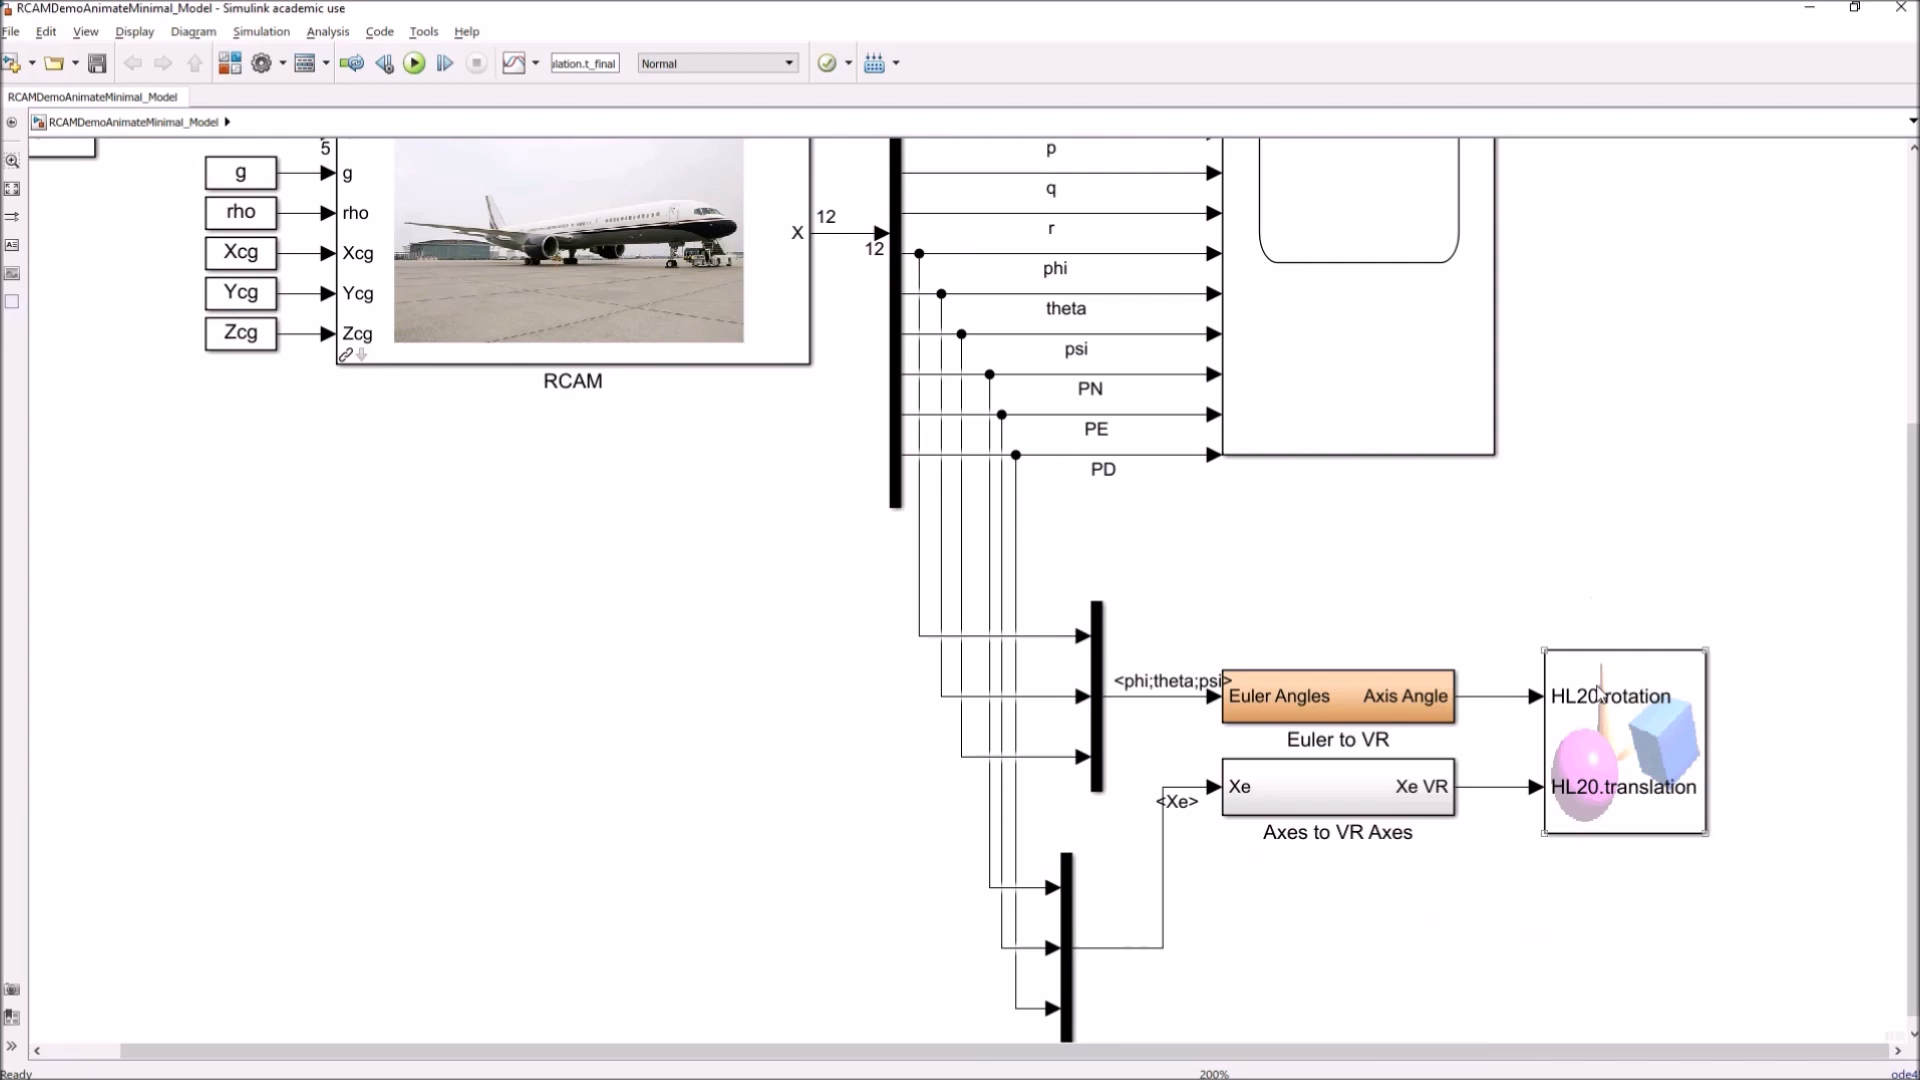 RCAMDemoAnimateMinimal_Model - Simulink academic use
File Edit View Display Diagram Simulation Analysis Code Tools Help
ulation.t_final Normal
RCAMDemoAnimateMinimal_Model
RCAMDemoAnimateMinimal_Model
5
g g
rho rho
Xcg Xcg
Ycg Ycg
Zcg Zcg
RCAM
X
12
12
p
q
r
phi
theta
psi
PN
PE
PD
<phi;theta;psi>
Euler Angles Axis Angle
Euler to VR
HL20.rotation
<Xe>
Xe Xe VR
Axes to VR Axes
HL20.translation
Ready
200%
ode4